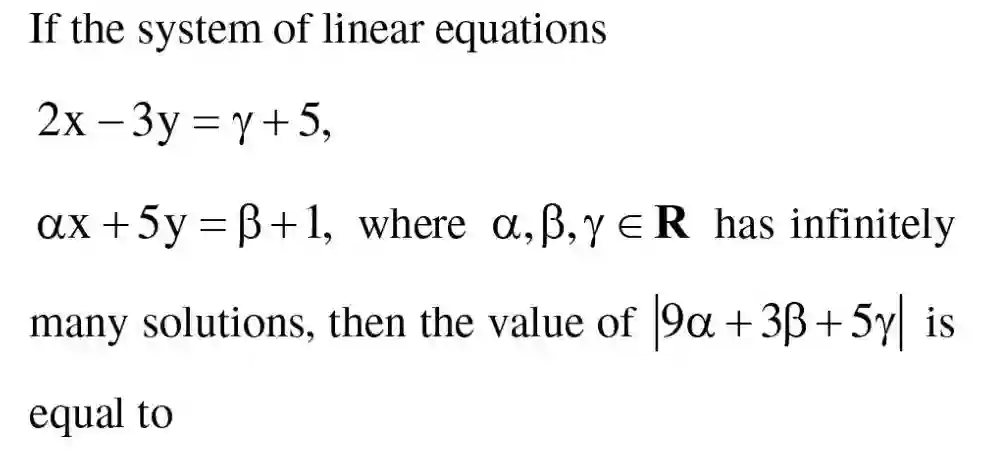 If the system of linear equations
2x − 3y = γ + 5,
αx + 5y = β + 1, where α, β, γ ∈ R has infinitely
many solutions, then the value of |9α + 3β + 5γ| is
equal to